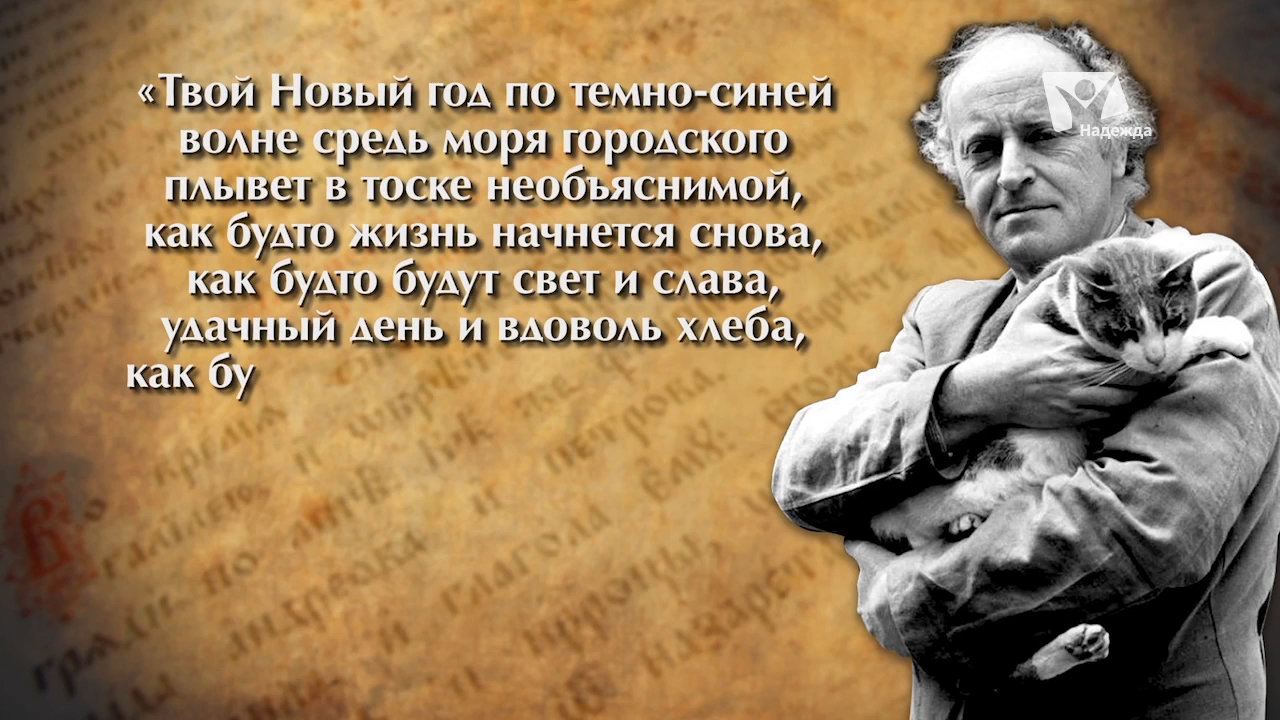 «Твой Новый год по темно-синей
волне средь моря городского
плывет в тоске необъяснимой,
как будто жизнь начнется снова,
как будто будут свет и слава,
удачный день и вдоволь хлеба,
как бу
Надежда